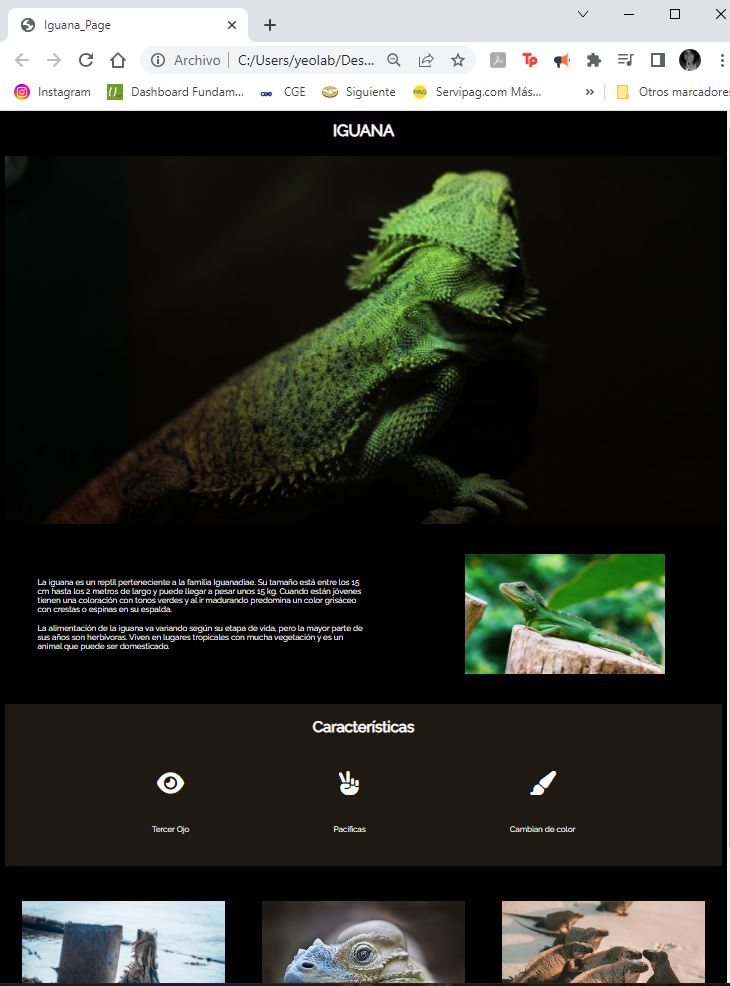 Iguana_Page
Archivo | C:/Users/yeolab/Des...
Instagram
Dashboard Fundam...
CGE
Siguiente
PAG
Servipag.com Más...
»
Otros marcadores
IGUANA
La iguana es un reptil perteneciente a la familia Iguanadiae. Su tamaño está entre los 15
cm hasta los 2 metros de largo y puede llegar a pesar unos 15 kg. Cuando están jóvenes
tienen una coloración con tonos verdes y al ir madurando predomina un color grisáceo
con crestas o espinas en su espalda.
La alimentación de la iguana va variando según su etapa de vida, pero la mayor parte de
sus años son herbívoras. Viven en lugares tropicales con mucha vegetación y es un
animal que puede ser domesticado.
Características
Tercer Ojo
Pacificas
Cambian de color